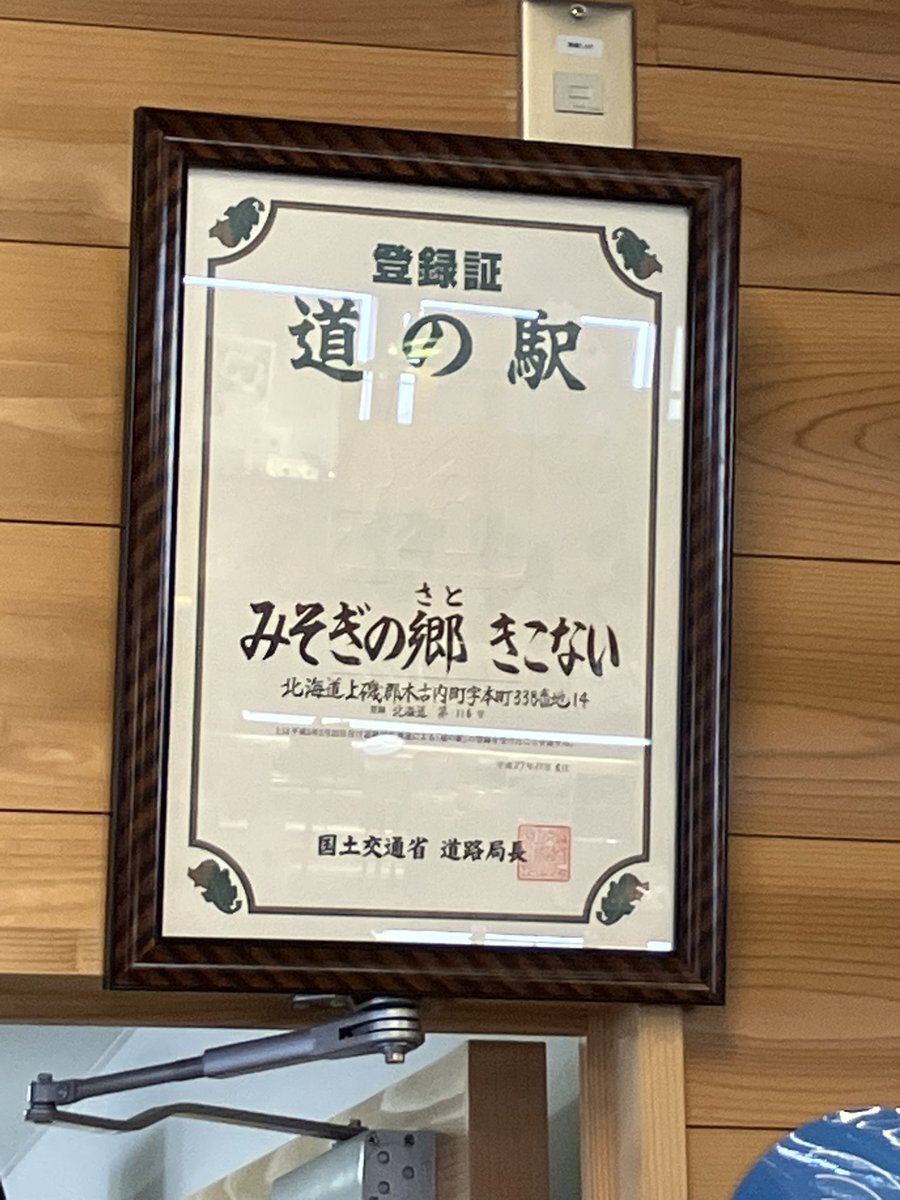 登録証
道の駅
さと
みそぎの郷 きこない
北海道上磯郡木古内町字本町338番地14
登録 北海道 第116号
国土交通省 道路局長